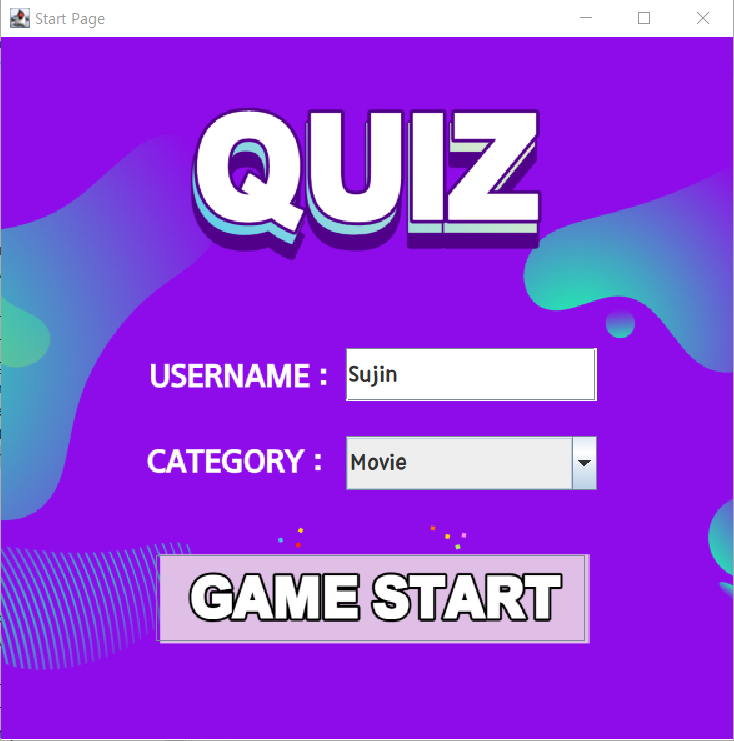 Start Page
QUIZ
USERNAME : Sujin
CATEGORY : Movie
GAME START